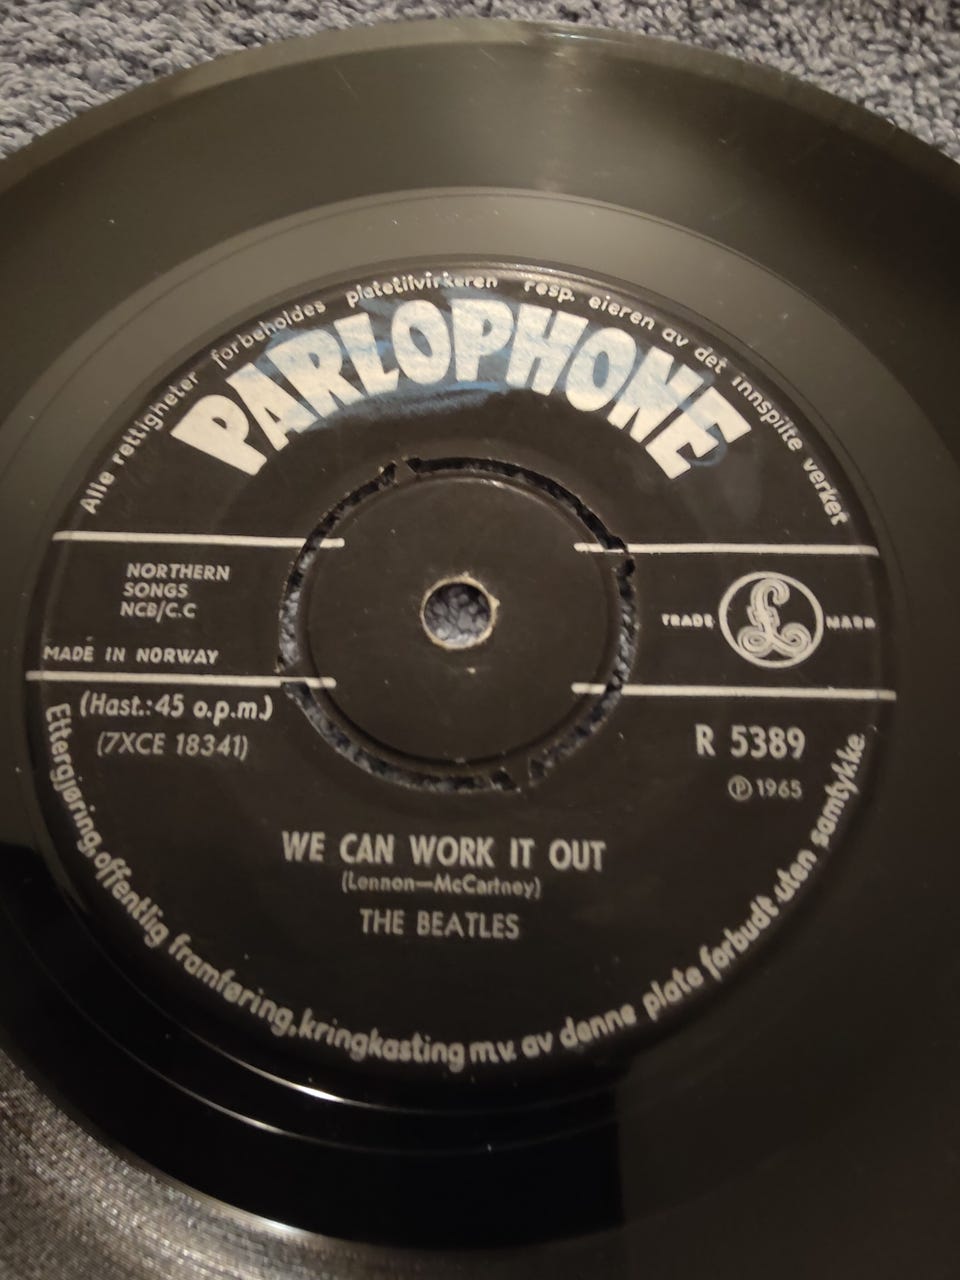 Alle rettigheter forbeholdes platetilvirkeren resp. eieren av det innspilte verket
PARLOPHONE
NORTHERN
SONGS
NCB/C.C
MADE IN NORWAY
TRADE £ MARK
(Hast.:45 o.p.m.)
(7XCE 18341)
R 5389
Ⓟ 1965
WE CAN WORK IT OUT
(Lennon—McCartney)
THE BEATLES
Ettergjøring, offentlig framføring, kringkasting m.v. av denne plate forbudt uten samtykke